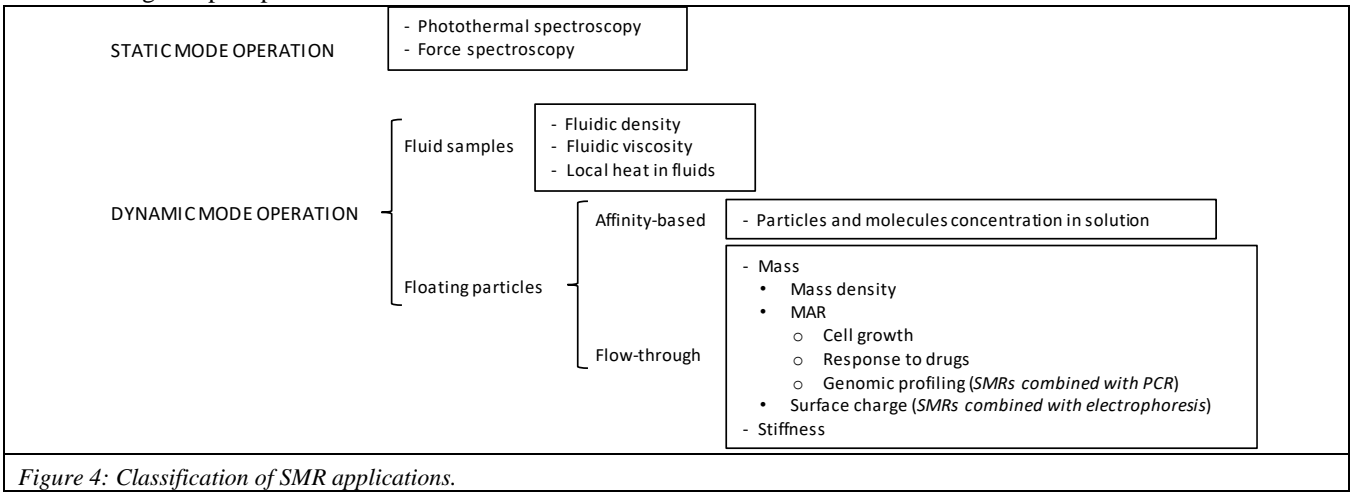 - Photothermal spectroscopy
- Force spectroscopy
STATIC MODE OPERATION
- Fluidic density
- Fluidic viscosity
- Local heat in fluids
Fluid samples
DYNAMIC MODE OPERATION
Affinity-based
- Particles and molecules concentration in solution
Floating particles
Flow-through
- Mass
• Mass density
• MAR
o Cell growth
o Response to drugs
o Genomic profiling (SMRs combined with PCR)
• Surface charge (SMRs combined with electrophoresis)
- Stiffness
Figure 4: Classification of SMR applications.